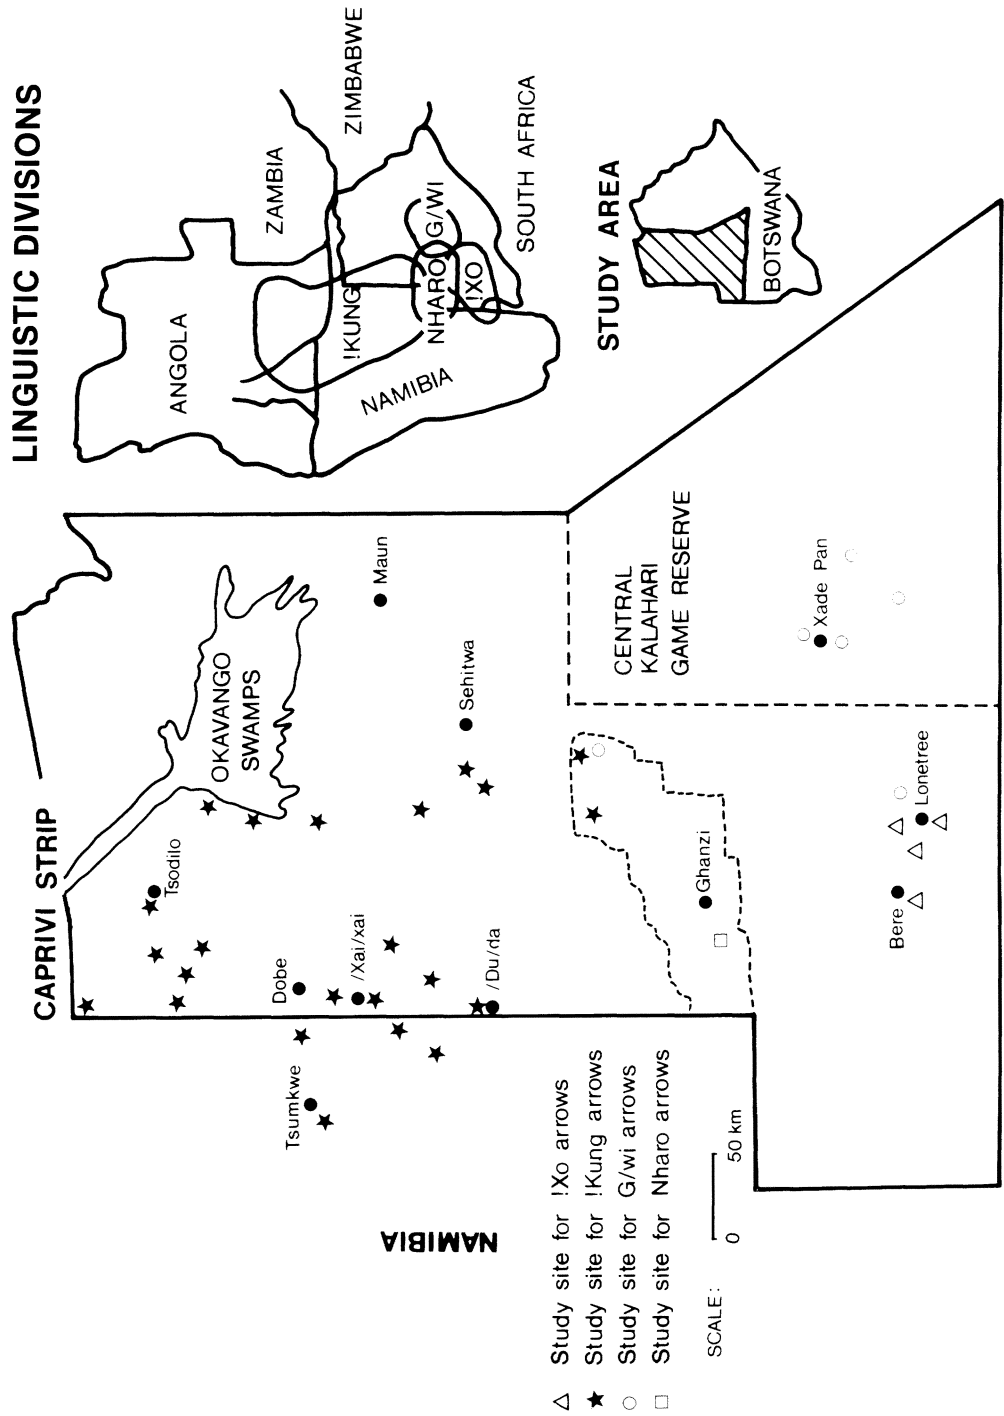 LINGUISTIC DIVISIONS
ANGOLA
ZAMBIA
ZIMBABWE
!KUNG
NHARO
G/WI
!XO
NAMIBIA
SOUTH AFRICA
STUDY AREA
BOTSWANA
CAPRIVI STRIP
OKAVANGO
SWAMPS
Tsodilo
Maun
Sehitwa
Dobe
/Xai/xai
/Du/da
Tsumkwe
NAMIBIA
CENTRAL
KALAHARI
GAME RESERVE
Xade Pan
Ghanzi
Bere
Lonetree
Study site for !Xo arrows
Study site for !Kung arrows
Study site for G/wi arrows
Study site for Nharo arrows
SCALE:
0
50 km